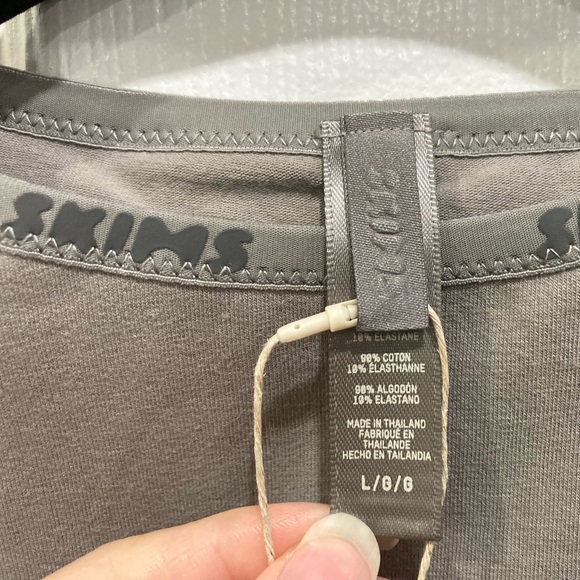 SKIMS
SKIMS
S
10% ELASTANE
90% COTON
10% ÉLASTHANNE
90% ALGODÓN
10% ELASTANO
MADE IN THAILAND
FABRIQUÉ EN
THAÏLANDE
HECHO EN TAILANDIA
L/G/G